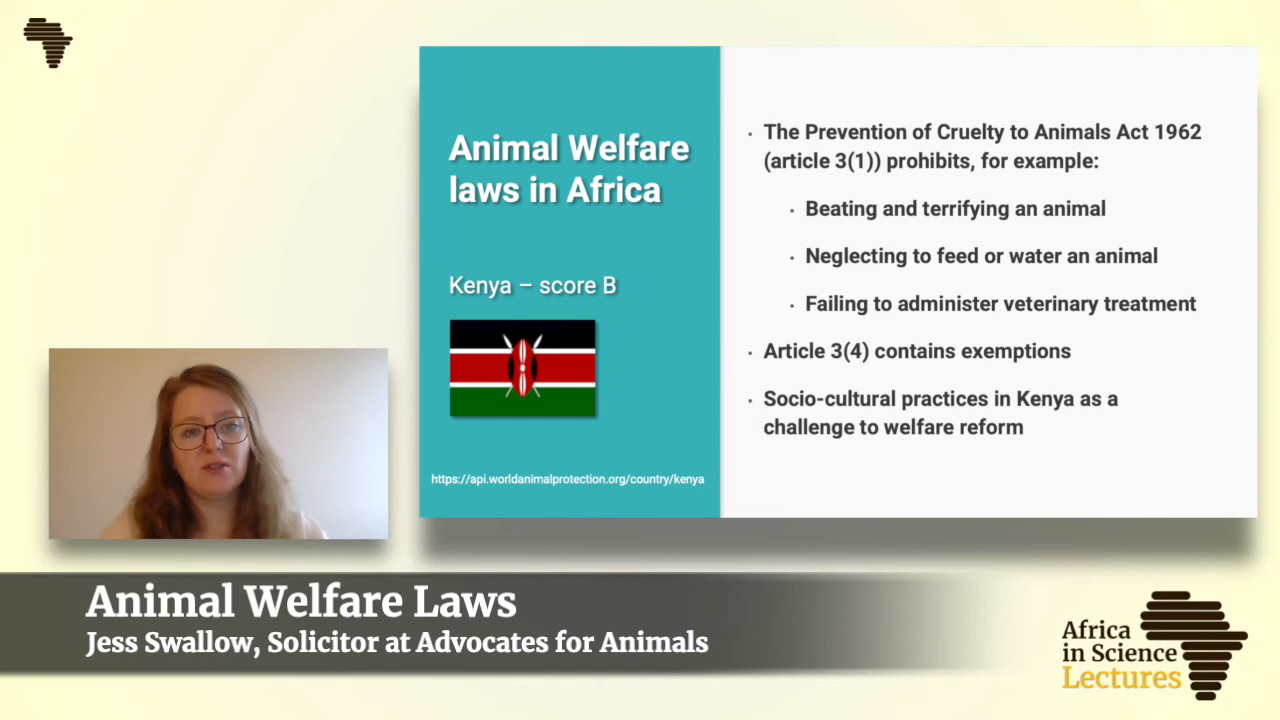 Animal Welfare
laws in Africa
Kenya – score B
https://api.worldanimalprotection.org/country/kenya
· The Prevention of Cruelty to Animals Act 1962
(article 3(1)) prohibits, for example:
· Beating and terrifying an animal
· Neglecting to feed or water an animal
· Failing to administer veterinary treatment
· Article 3(4) contains exemptions
· Socio-cultural practices in Kenya as a
challenge to welfare reform
Animal Welfare Laws
Jess Swallow, Solicitor at Advocates for Animals
Africa
in Science
Lectures